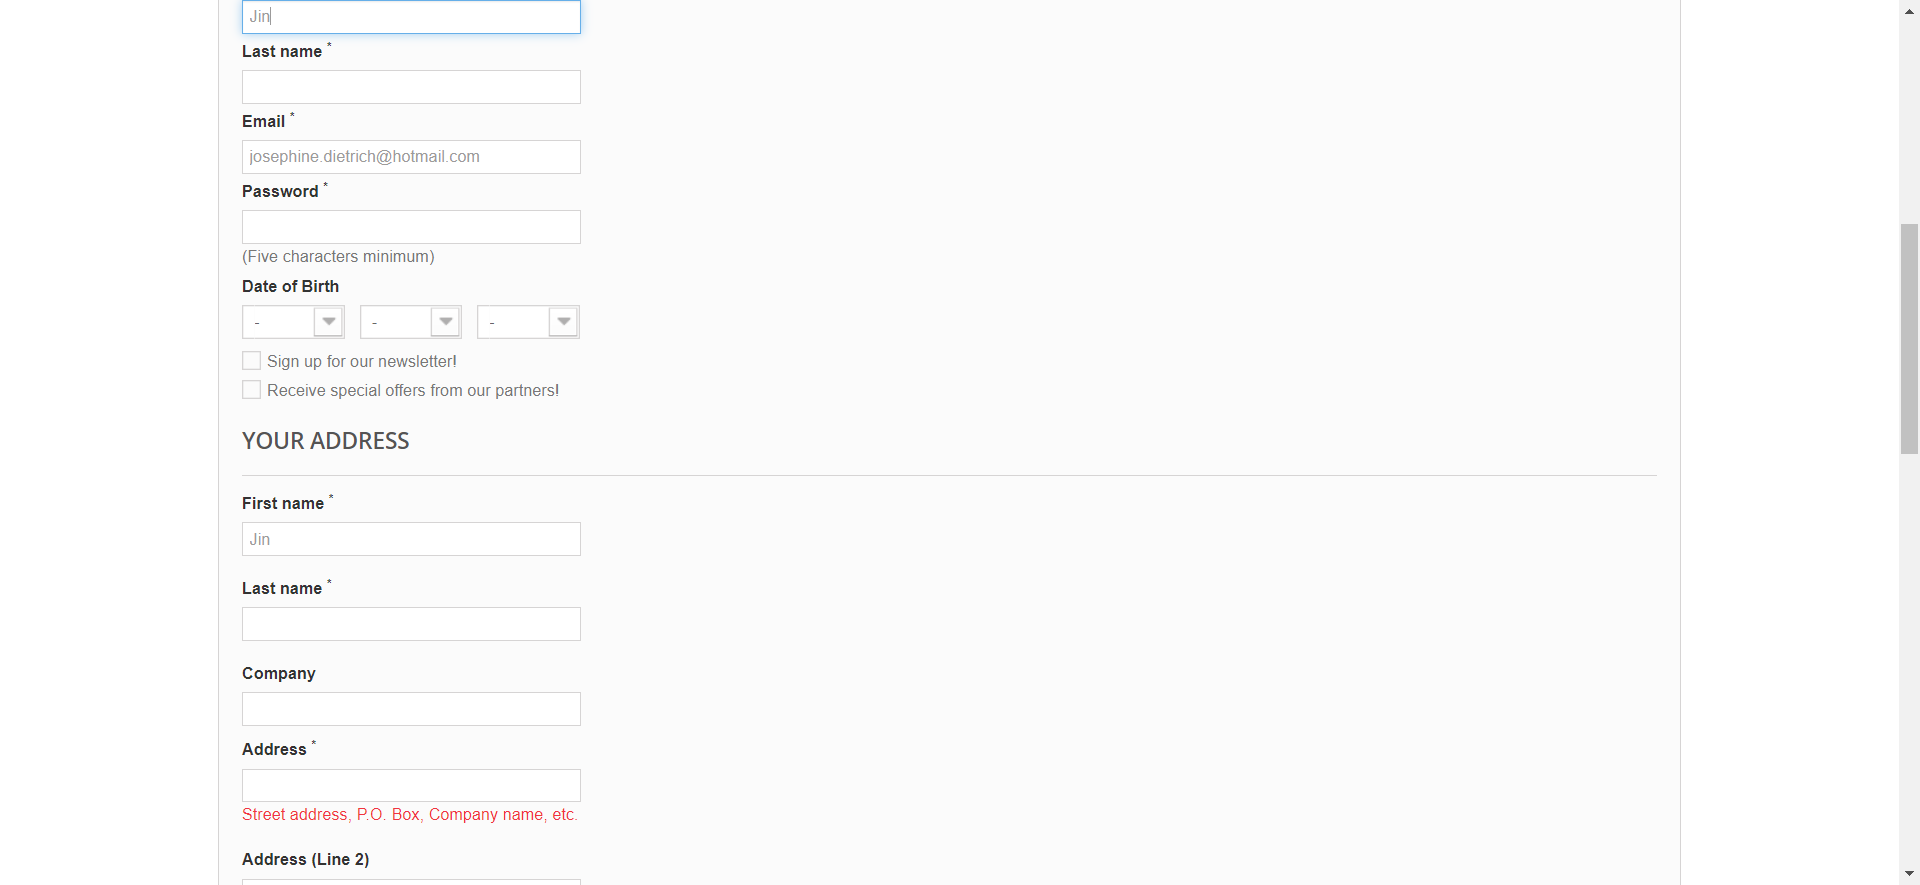 Jin
Last name *
Email *
josephine.dietrich@hotmail.com
Password *
(Five characters minimum)
Date of Birth
- - -
Sign up for our newsletter!
Receive special offers from our partners!
YOUR ADDRESS
First name *
Jin
Last name *
Company
Address *
Street address, P.O. Box, Company name, etc.
Address (Line 2)